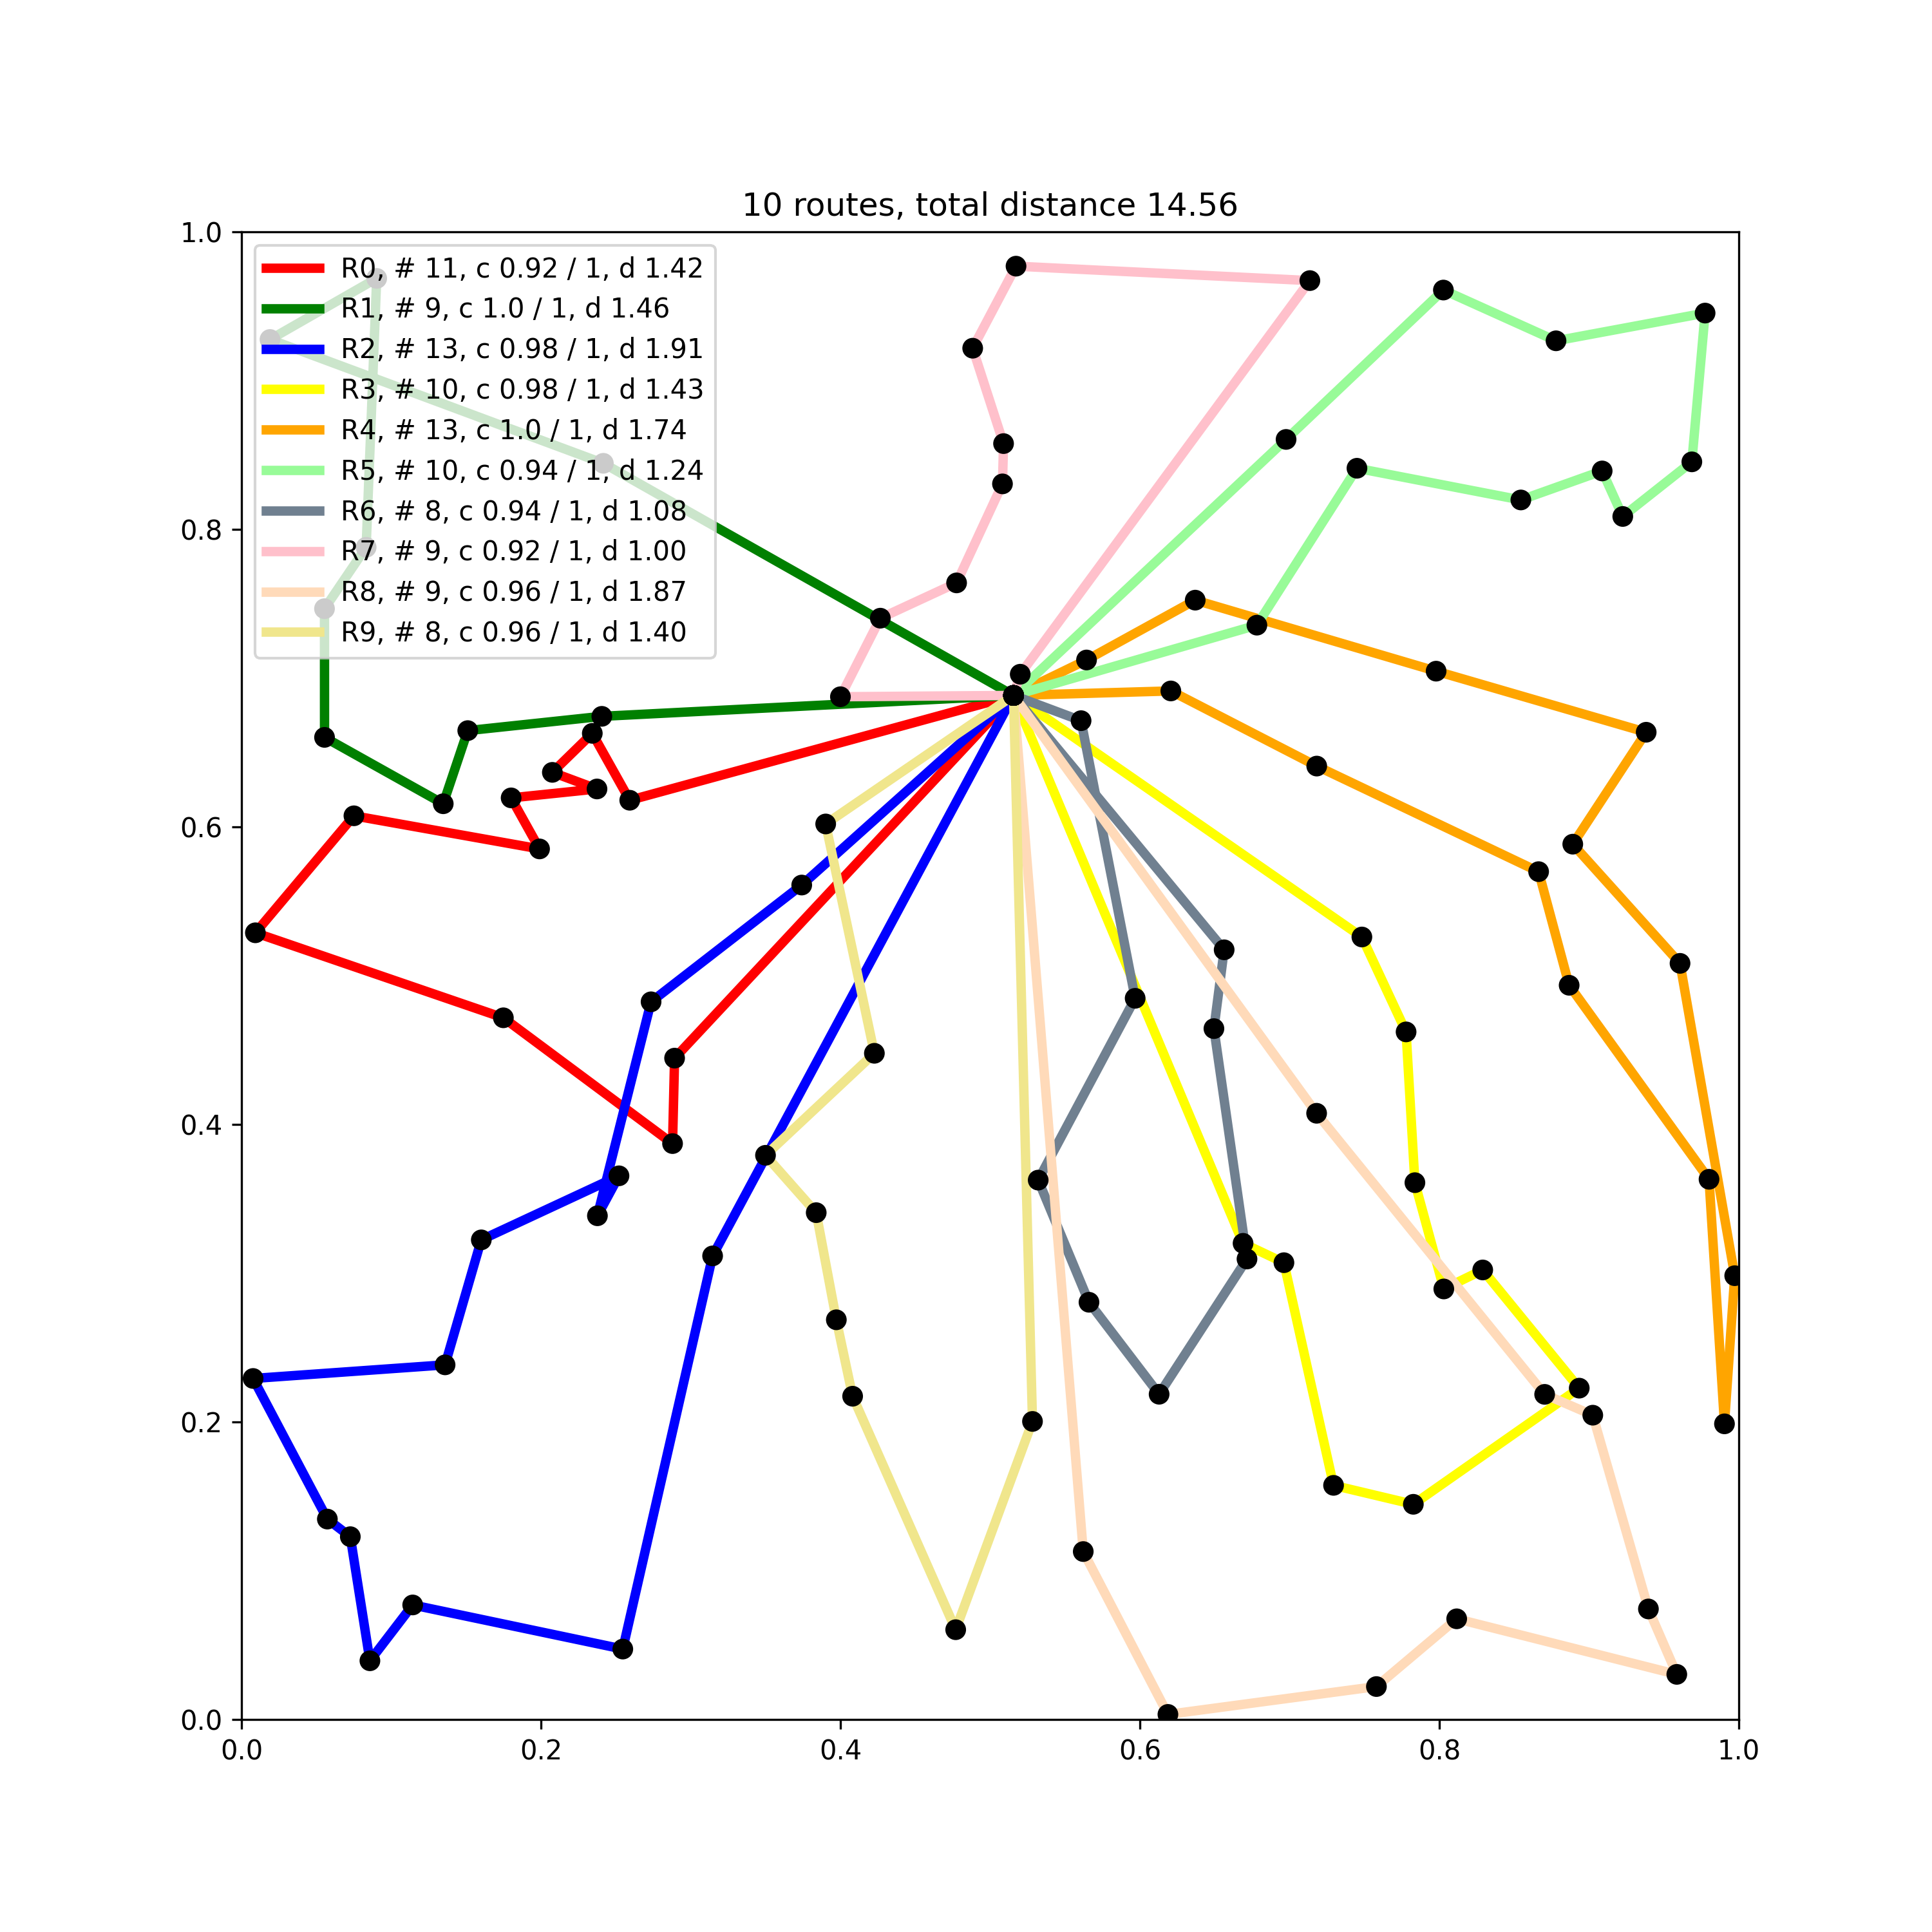 10 routes, total distance 14.56
1.0
0.8
0.6
0.4
0.2
0.0
R0, # 11, c 0.92 / 1, d 1.42
R1, # 9, c 1.0 / 1, d 1.46
R2, # 13, c 0.98 / 1, d 1.91
R3, # 10, c 0.98 / 1, d 1.43
R4, # 13, c 1.0 / 1, d 1.74
R5, # 10, c 0.94 / 1, d 1.24
R6, # 8, c 0.94 / 1, d 1.08
R7, # 9, c 0.92 / 1, d 1.00
R8, # 9, c 0.96 / 1, d 1.87
R9, # 8, c 0.96 / 1, d 1.40
0.0 0.2 0.4 0.6 0.8 1.0